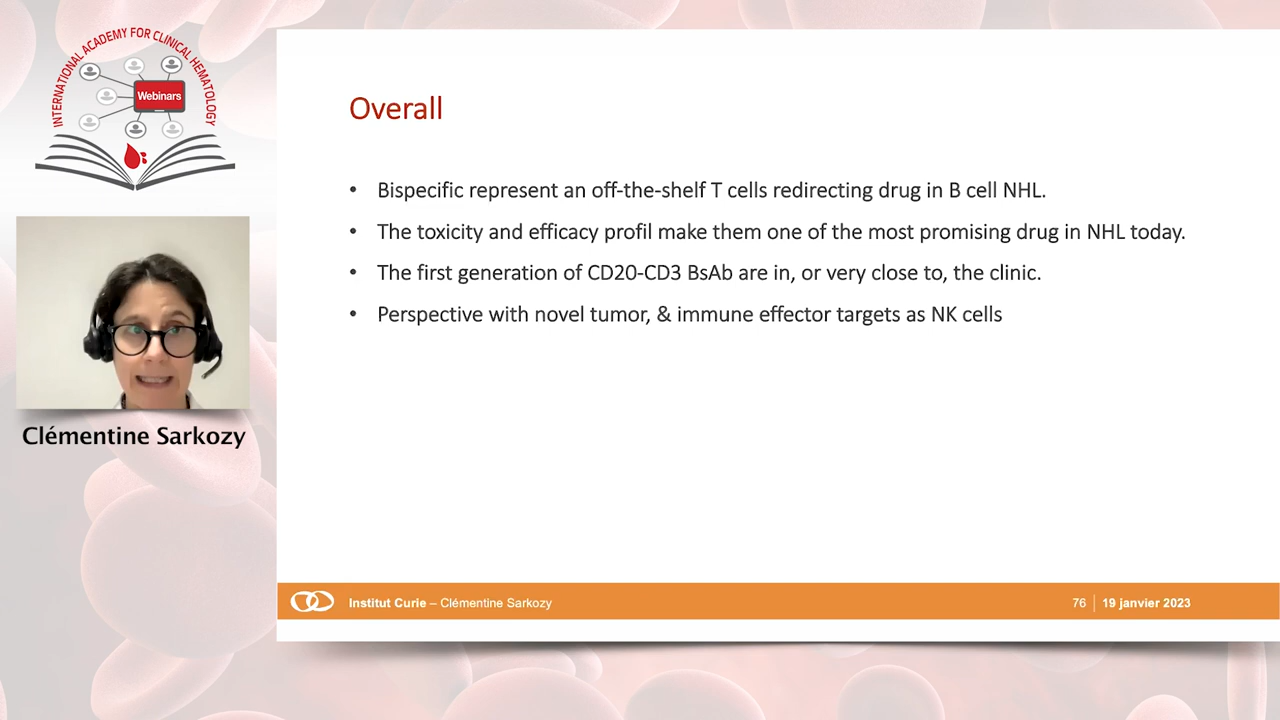 INTERNATIONAL ACADEMY FOR CLINICAL HEMATOLOGY
Webinars
Clémentine Sarkozy
Overall
• Bispecific represent an off-the-shelf T cells redirecting drug in B cell NHL.
• The toxicity and efficacy profil make them one of the most promising drug in NHL today.
• The first generation of CD20-CD3 BsAb are in, or very close to, the clinic.
• Perspective with novel tumor, & immune effector targets as NK cells
Institut Curie – Clémentine Sarkozy
76 | 19 janvier 2023